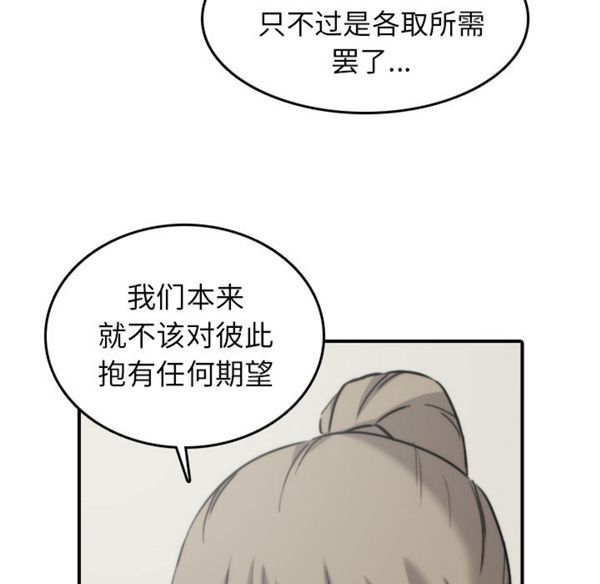 只不过是各取所需
罢了...
我们本来
就不该对彼此
抱有任何期望